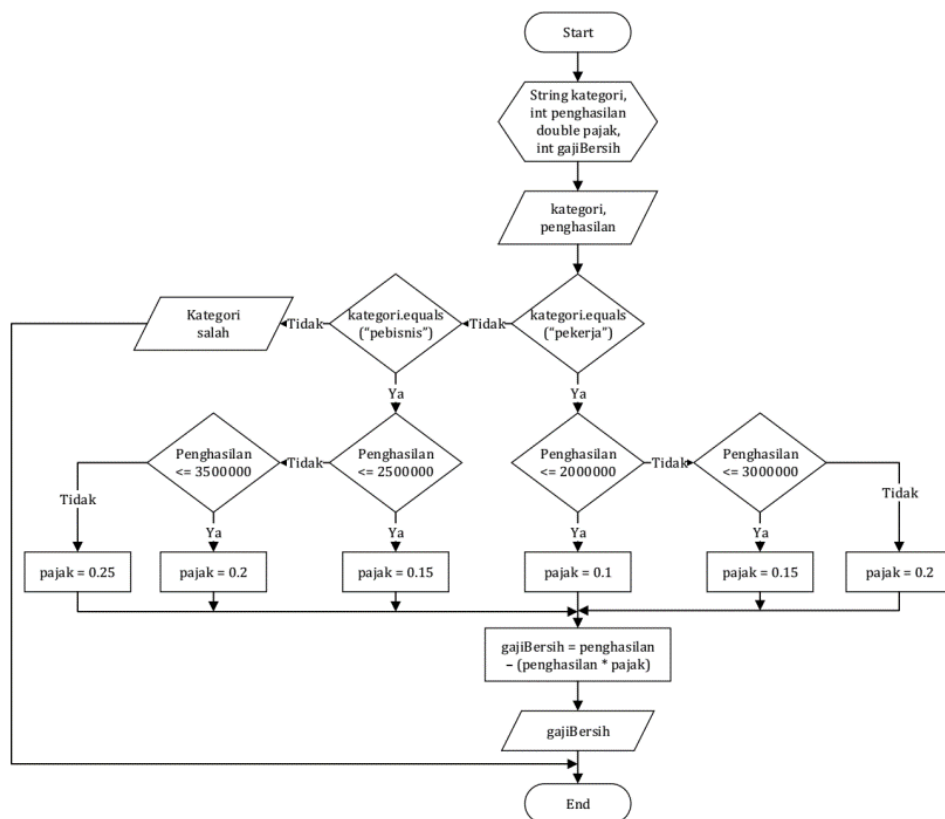 Start
String kategori,
int penghasilan
double pajak,
int gajiBersih
kategori,
penghasilan
kategori.equals
("pekerja")
Tidak
kategori.equals
(“pebisnis”)
Tidak
Kategori
salah
Ya
Ya
Penghasilan
<= 3500000
Tidak
Penghasilan
<= 2500000
Penghasilan
<= 2000000
Tidak
Penghasilan
<= 3000000
Tidak
Ya
Ya
Ya
Ya
Tidak
pajak = 0.25
pajak = 0.2
pajak = 0.15
pajak = 0.1
pajak = 0.15
pajak = 0.2
gajiBersih = penghasilan
– (penghasilan * pajak)
gajiBersih
End